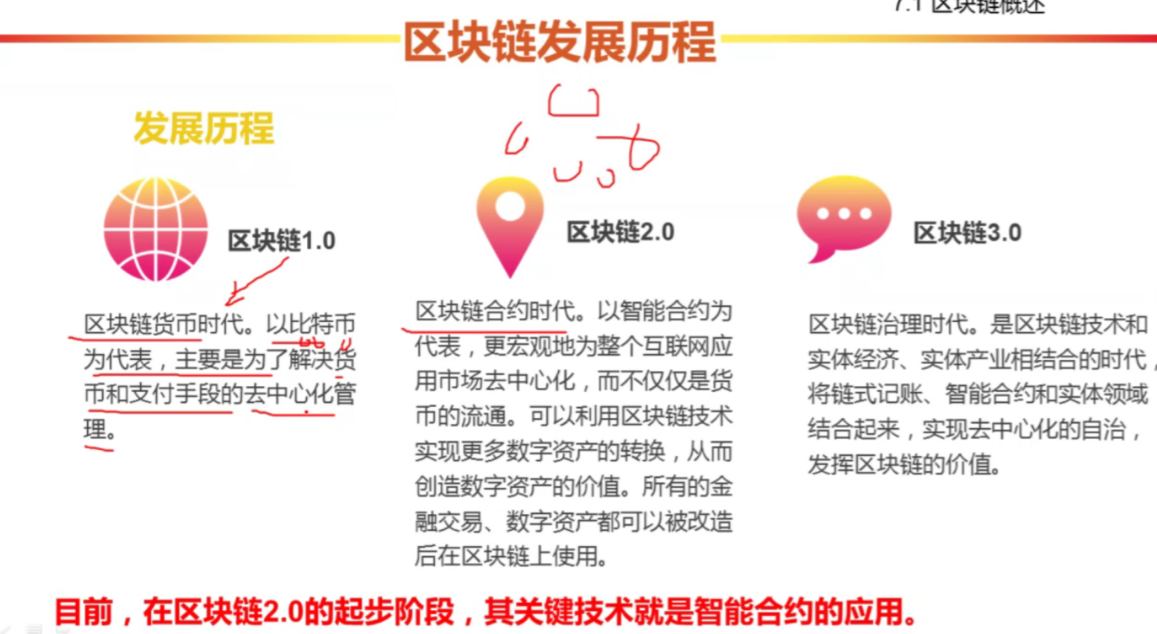 7.1 区块链概述
区块链发展历程
发展历程
区块链1.0
区块链货币时代。以比特币
为代表，主要是为了解决货
币和支付手段的去中心化管
理。
区块链2.0
区块链合约时代。以智能合约为
代表，更宏观地为整个互联网应
用市场去中心化，而不仅仅是货
币的流通。可以利用区块链技术
实现更多数字资产的转换，从而
创造数字资产的价值。所有的金
融交易、数字资产都可以被改造
后在区块链上使用。
区块链3.0
区块链治理时代。是区块链技术和
实体经济、实体产业相结合的时代，
将链式记账、智能合约和实体领域
结合起来，实现去中心化的自治，
发挥区块链的价值。
目前，在区块链2.0的起步阶段，其关键技术就是智能合约的应用。